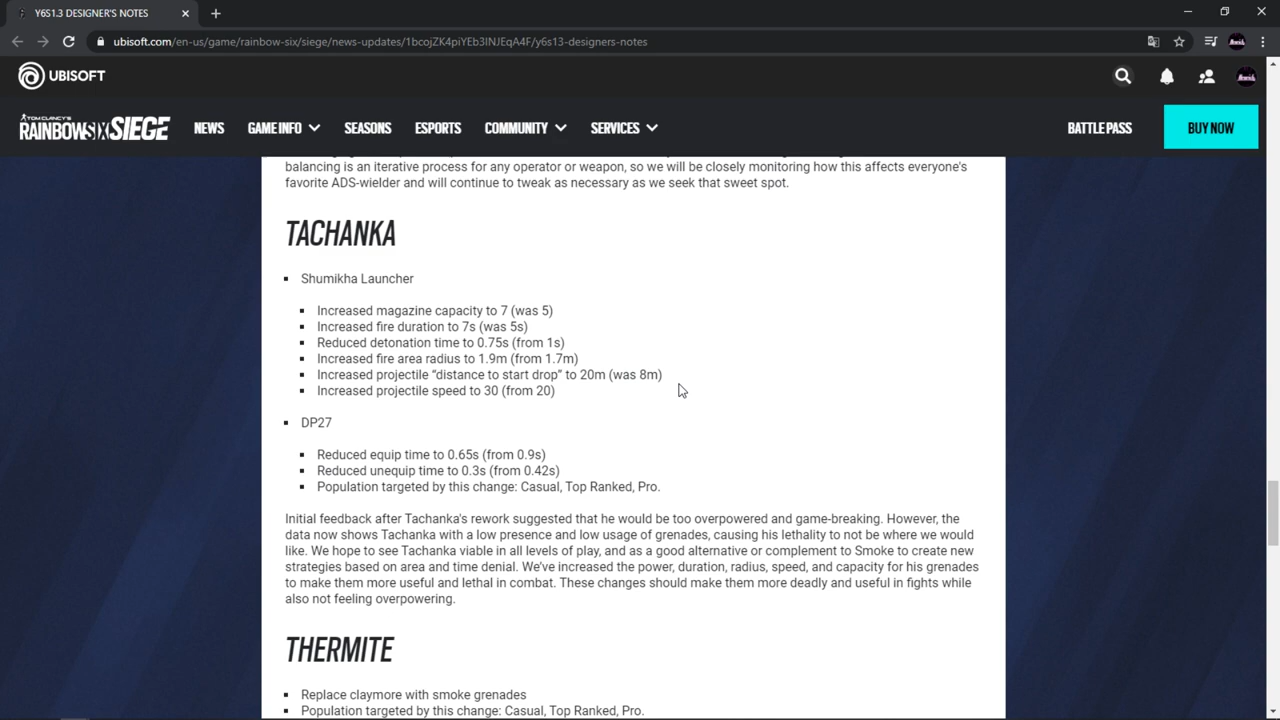 Y6S1.3 DESIGNER'S NOTES
ubisoft.com/en-us/game/rainbow-six/siege/news-updates/1bcojZK4piYEb3INJEqA4F/y6s13-designers-notes
UBISOFT
TOM CLANCY'S
RAINBOWSIX SIEGE
NEWS GAME INFO SEASONS ESPORTS COMMUNITY SERVICES BATTLE PASS BUY NOW
balancing is an iterative process for any operator or weapon, so we will be closely monitoring how this affects everyone's
favorite ADS-wielder and will continue to tweak as necessary as we seek that sweet spot.
TACHANKA
Shumikha Launcher
Increased magazine capacity to 7 (was 5)
Increased fire duration to 7s (was 5s)
Reduced detonation time to 0.75s (from 1s)
Increased fire area radius to 1.9m (from 1.7m)
Increased projectile “distance to start drop” to 20m (was 8m)
Increased projectile speed to 30 (from 20)
DP27
Reduced equip time to 0.65s (from 0.9s)
Reduced unequip time to 0.3s (from 0.42s)
Population targeted by this change: Casual, Top Ranked, Pro.
Initial feedback after Tachanka's rework suggested that he would be too overpowered and game-breaking. However, the
data now shows Tachanka with a low presence and low usage of grenades, causing his lethality to not be where we would
like. We hope to see Tachanka viable in all levels of play, and as a good alternative or complement to Smoke to create new
strategies based on area and time denial. We've increased the power, duration, radius, speed, and capacity for his grenades
to make them more useful and lethal in combat. These changes should make them more deadly and useful in fights while
also not feeling overpowering.
THERMITE
Replace claymore with smoke grenades
Population targeted by this change: Casual, Top Ranked, Pro.